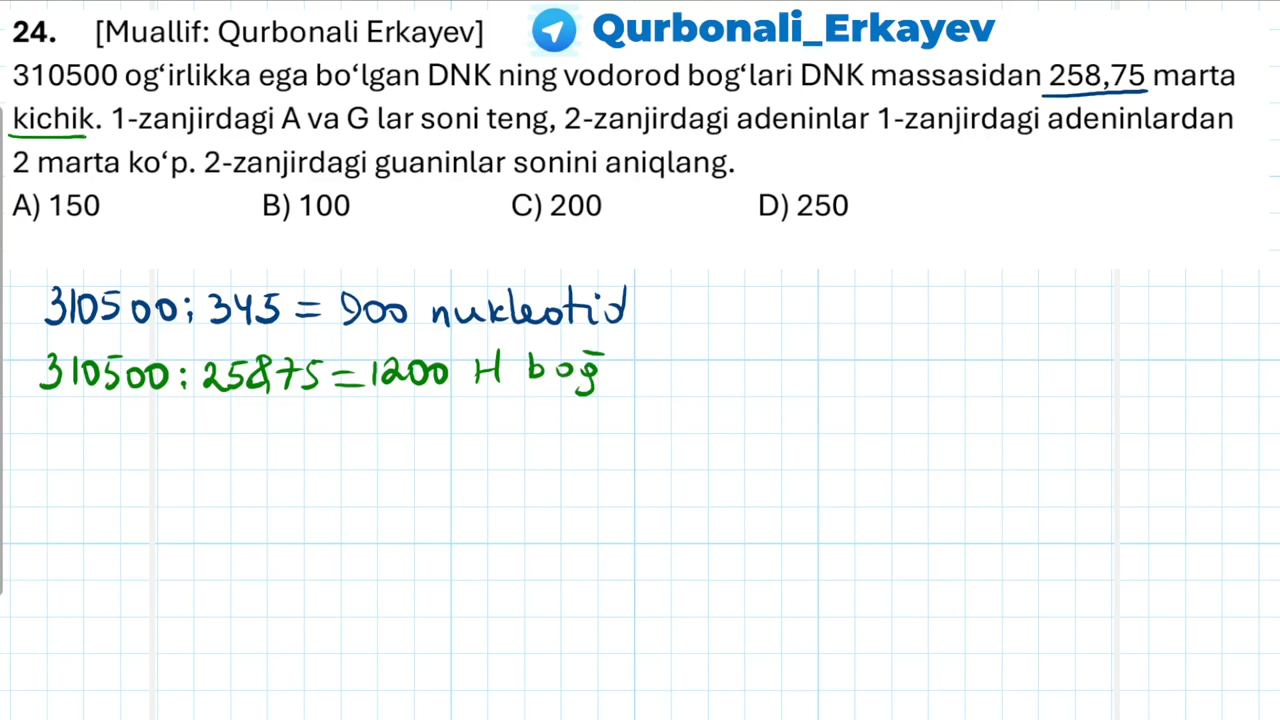 24. [Muallif: Qurbonali Erkayev] Qurbonali_Erkayev
310500 og‘irlikka ega bo‘lgan DNK ning vodorod bog‘lari DNK massasidan 258,75 marta
kichik. 1-zanjirdagi A va G lar soni teng, 2-zanjirdagi adeninlar 1-zanjirdagi adeninlardan
2 marta ko‘p. 2-zanjirdagi guaninlar sonini aniqlang.
A) 150 B) 100 C) 200 D) 250
310500 : 345 = 900 nukleotid
310500 : 258,75 = 1200 H bog‘